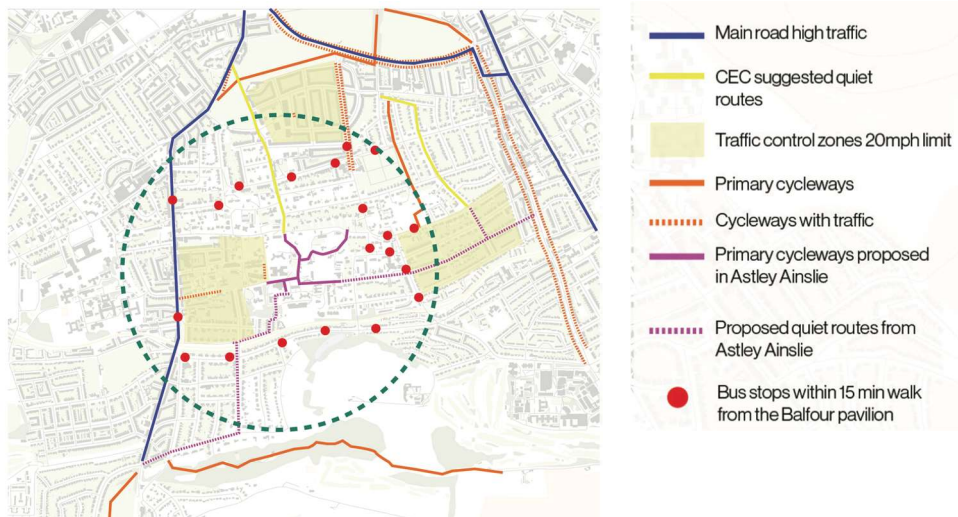 Main road high traffic
CEC suggested quiet
routes
Traffic control zones 20mph limit
Primary cycleways
Cycleways with traffic
Primary cycleways proposed
in Astley Ainslie
Proposed quiet routes from
Astley Ainslie
Bus stops within 15 min walk
from the Balfour pavilion